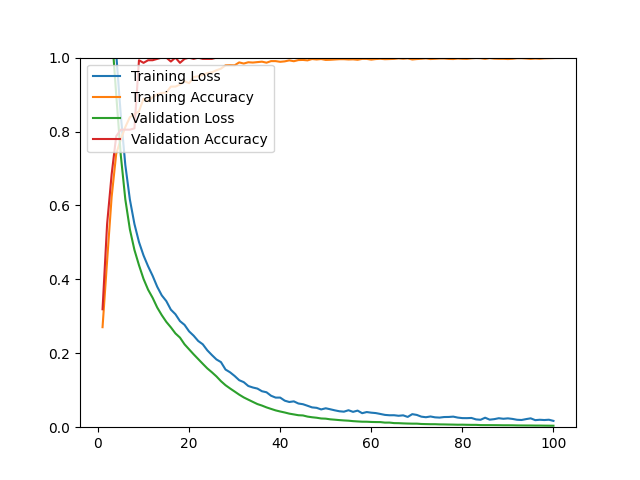 1.0
0.8
0.6
0.4
0.2
0.0
Training Loss
Training Accuracy
Validation Loss
Validation Accuracy
0 20 40 60 80 100